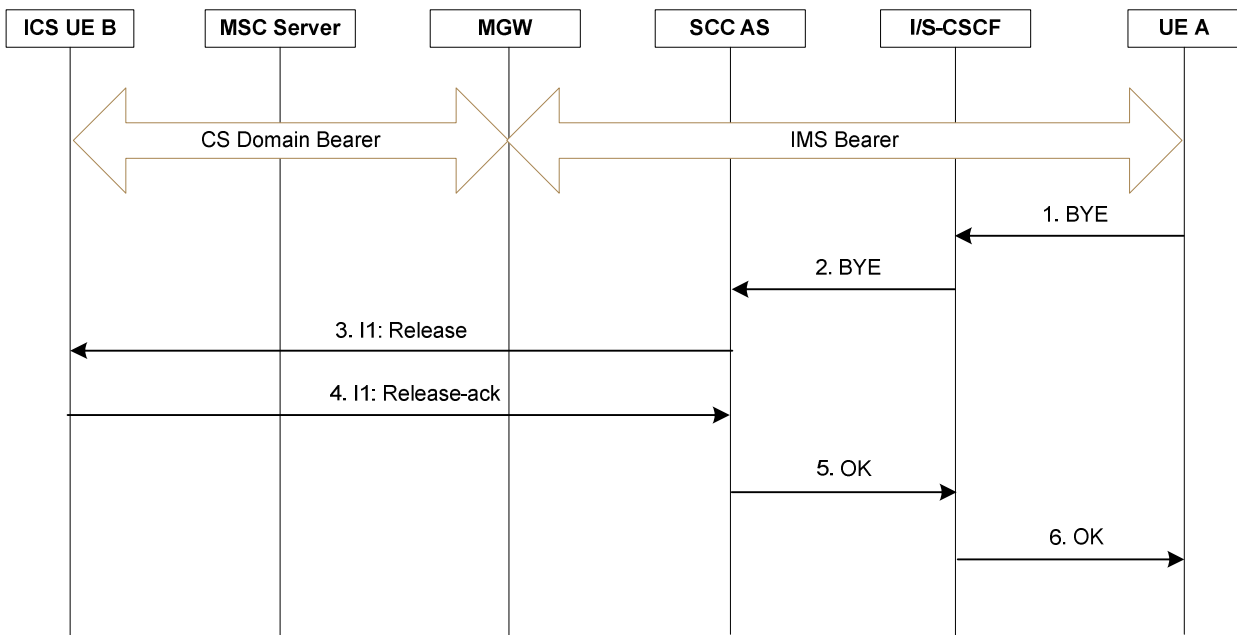 ICS UE B
MSC Server
MGW
SCC AS
I/S-CSCF
UE A
CS Domain Bearer
IMS Bearer
1. BYE
2. BYE
3. I1: Release
4. I1: Release-ack
5. OK
6. OK